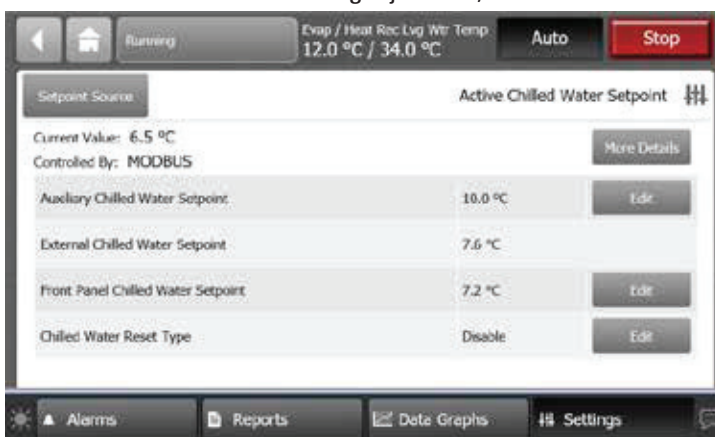 Running
Evap / Heat Rec Lvg Wtr Temp
12.0 °C / 34.0 °C
Auto
Stop
Setpoint Source
Active Chilled Water Setpoint
Current Value: 6.5 °C
Controlled By: MODBUS
More Details
Auxiliary Chilled Water Setpoint 10.0 °C Edit
External Chilled Water Setpoint 7.6 °C
Front Panel Chilled Water Setpoint 7.2 °C Edit
Chilled Water Reset Type Disable Edit
Alarms Reports Data Graphs Settings